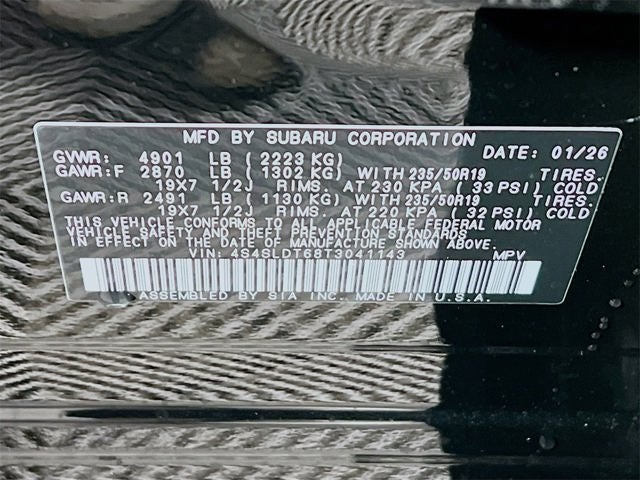 MFD BY SUBARU CORPORATION
GVWR: 4901 LB ( 2223 KG) DATE: 01/26
GAWR: F 2870 LB ( 1302 KG) WITH 235/50R19 TIRES.
19X7 1/2J RIMS. AT 230 KPA ( 33 PSI) COLD
GAWR: R 2491 LB ( 1130 KG) WITH 235/50R19 TIRES.
19X7 1/2J RIMS. AT 220 KPA ( 32 PSI) COLD
THIS VEHICLE CONFORMS TO ALL APPLICABLE FEDERAL MOTOR
VEHICLE SAFETY AND THEFT PREVENTION STANDARDS
IN EFFECT ON THE DATE OF MANUFACTURE SHOWN ABOVE.
VIN: 4S4SLDT68T3041143 MPV
ASSEMBLED BY SIA INC. MADE IN U.S.A.